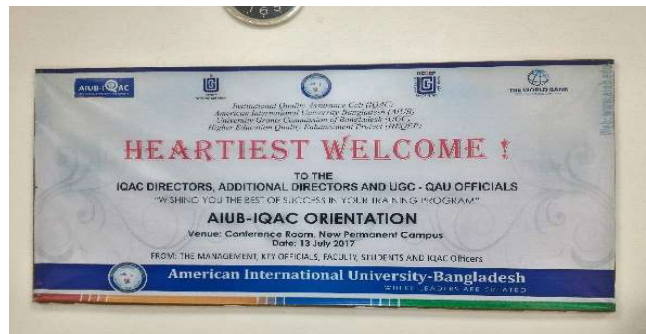 AIUB-IQAC
THE WORLD BANK
Institutional Quality Assurance Cell (IQAC)
American International University Bangladesh (AIUB)
University Grants Commission of Bangladesh (UGC)
Higher Education Quality Enhancement Project (HEQEP)
HEARTIEST WELCOME !
TO THE
IQAC DIRECTORS, ADDITIONAL DIRECTORS AND UGC - QAU OFFICIALS
"WISHING YOU THE BEST OF SUCCESS IN YOUR TRAINING PROGRAM"
AIUB-IQAC ORIENTATION
Venue: Conference Room, New Permanent Campus
Date: 13 July 2017
FROM: THE MANAGEMENT, KEY OFFICIALS, FACULTY, STUDENTS AND IQAC Officers
American International University-Bangladesh
WHERE LEADERS ARE CREATED